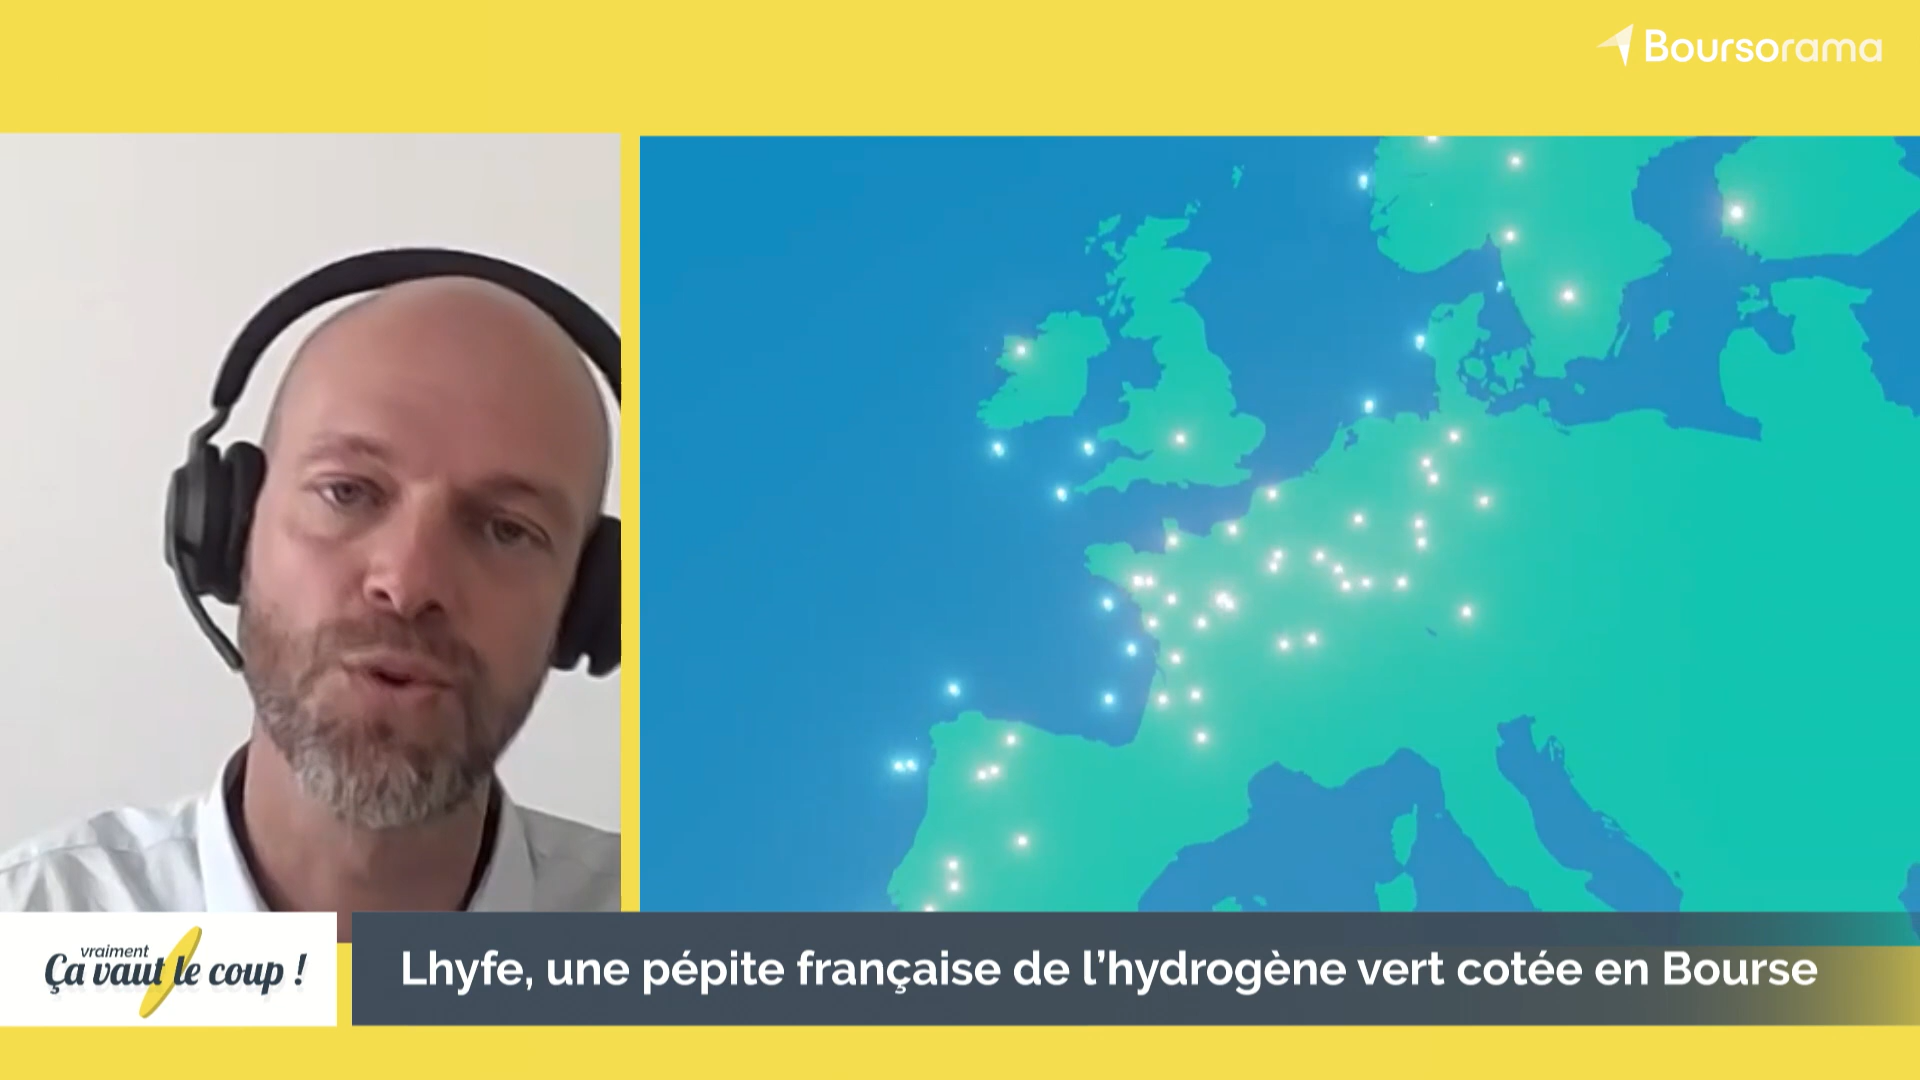 Boursorama
vraiment
Ça vaut le coup !
Lhyfe, une pépite française de l’hydrogène vert cotée en Bourse